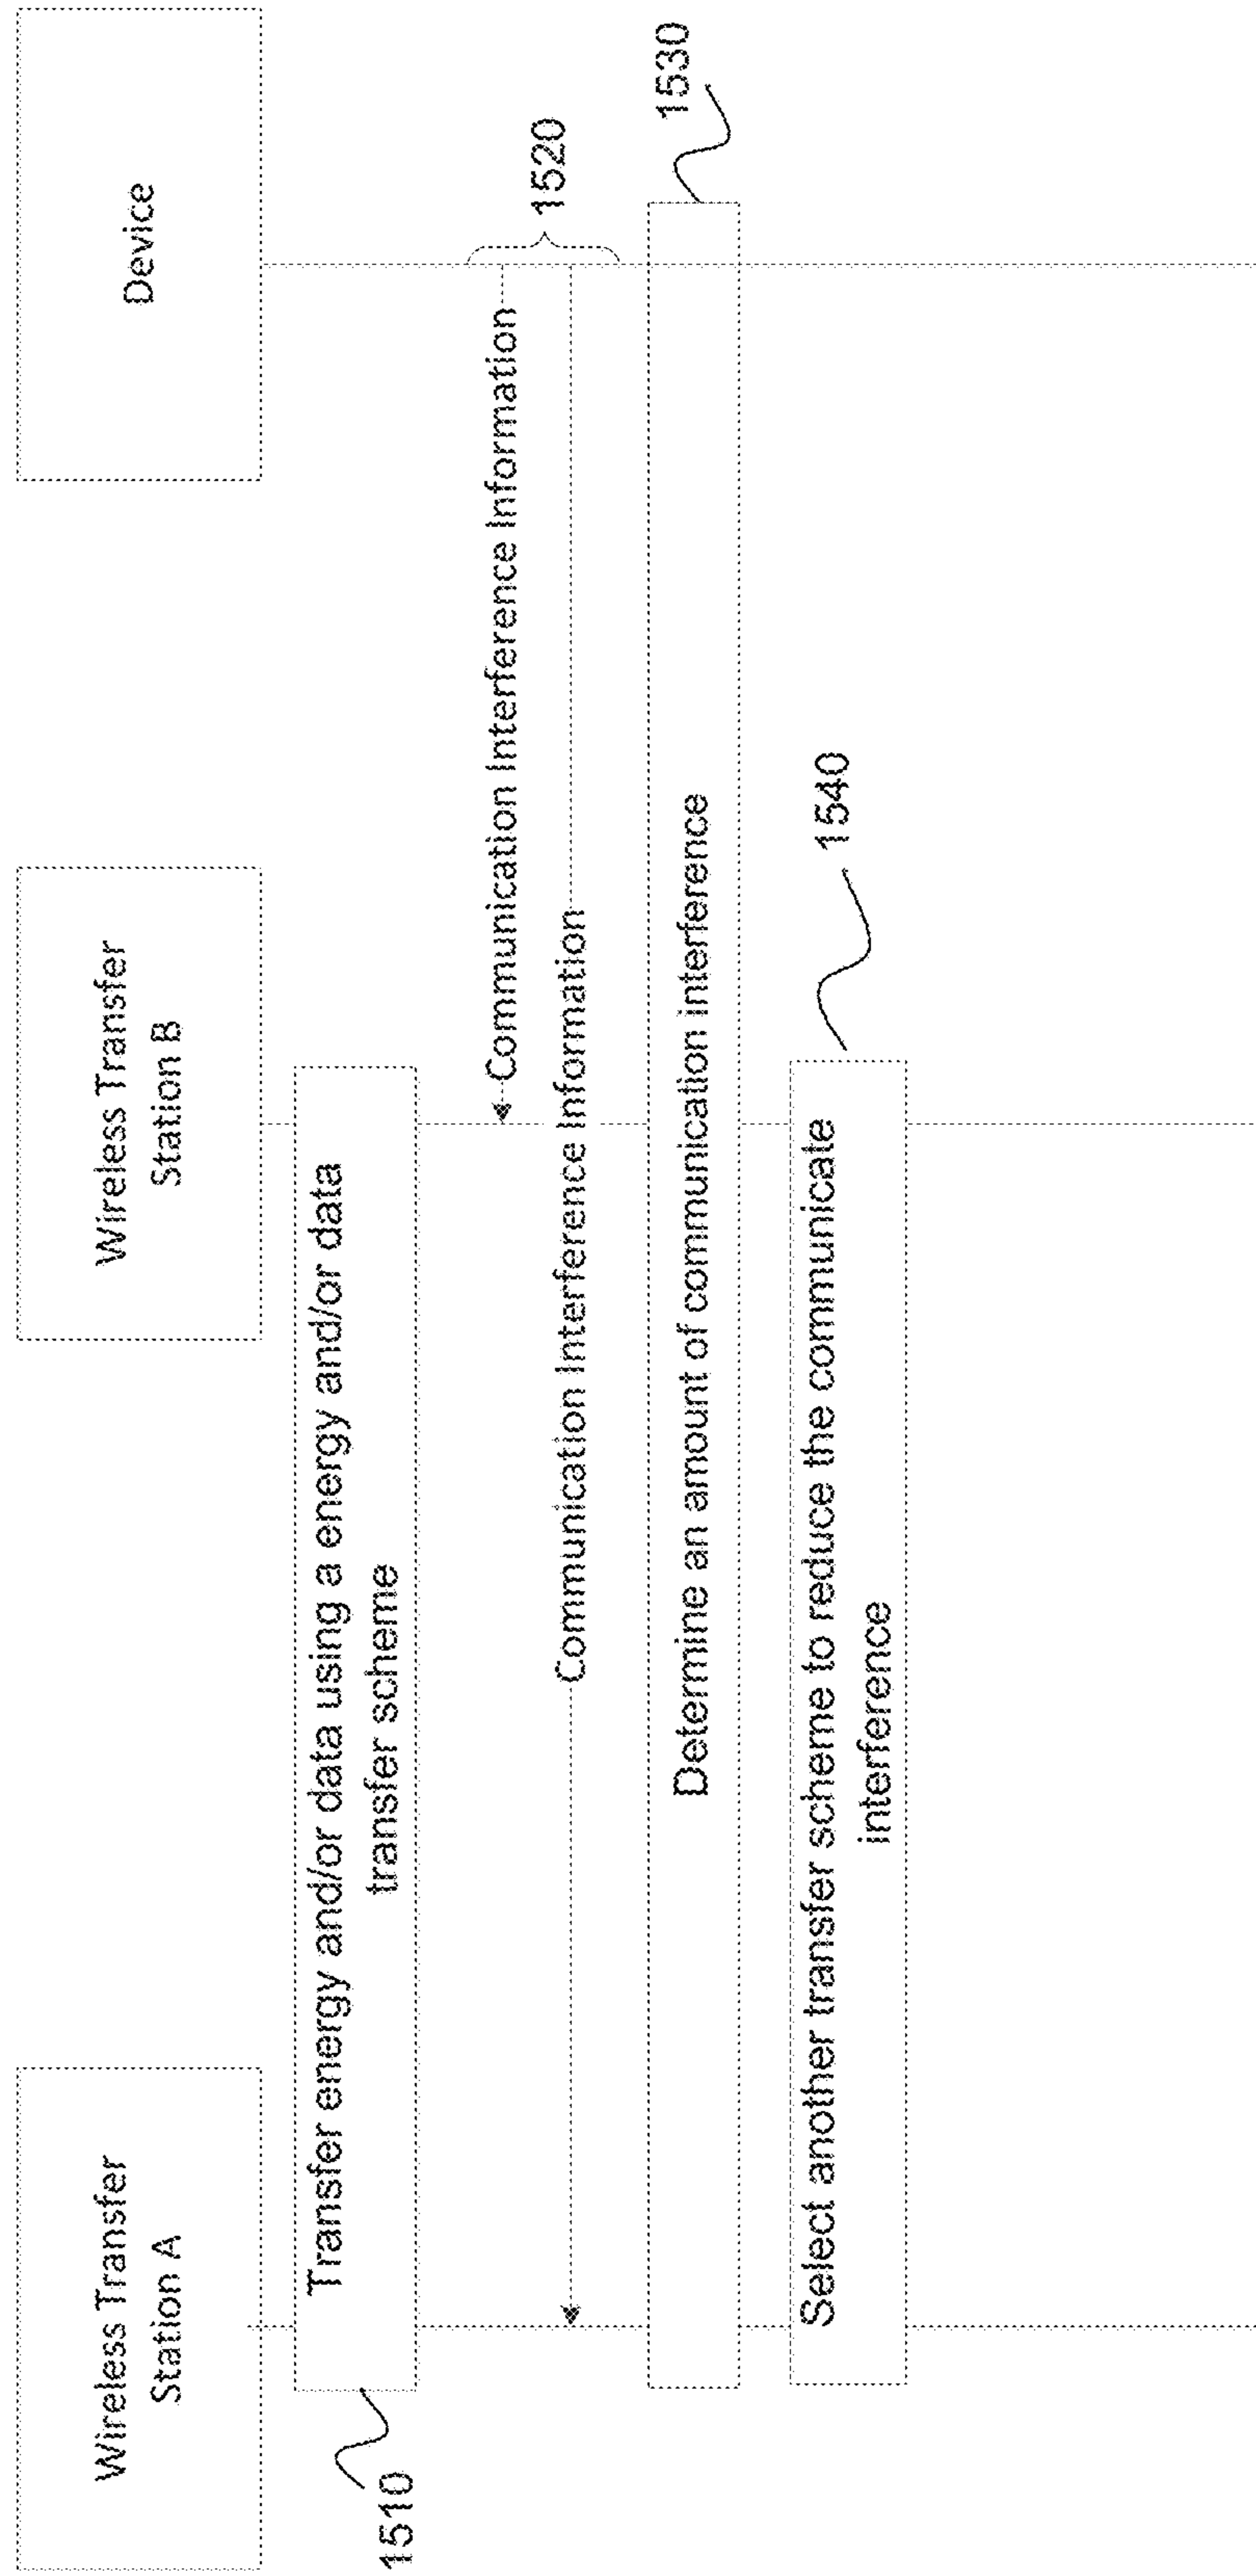 Wireless Transfer
Station A
Wireless Transfer
Station B
Device
1510
Transfer energy and/or data using a energy and/or data
transfer scheme
Communication Interference Information
1520
Communication Interference Information
Determine an amount of communication interference
1530
Select another transfer scheme to reduce the communicate
interference
1540